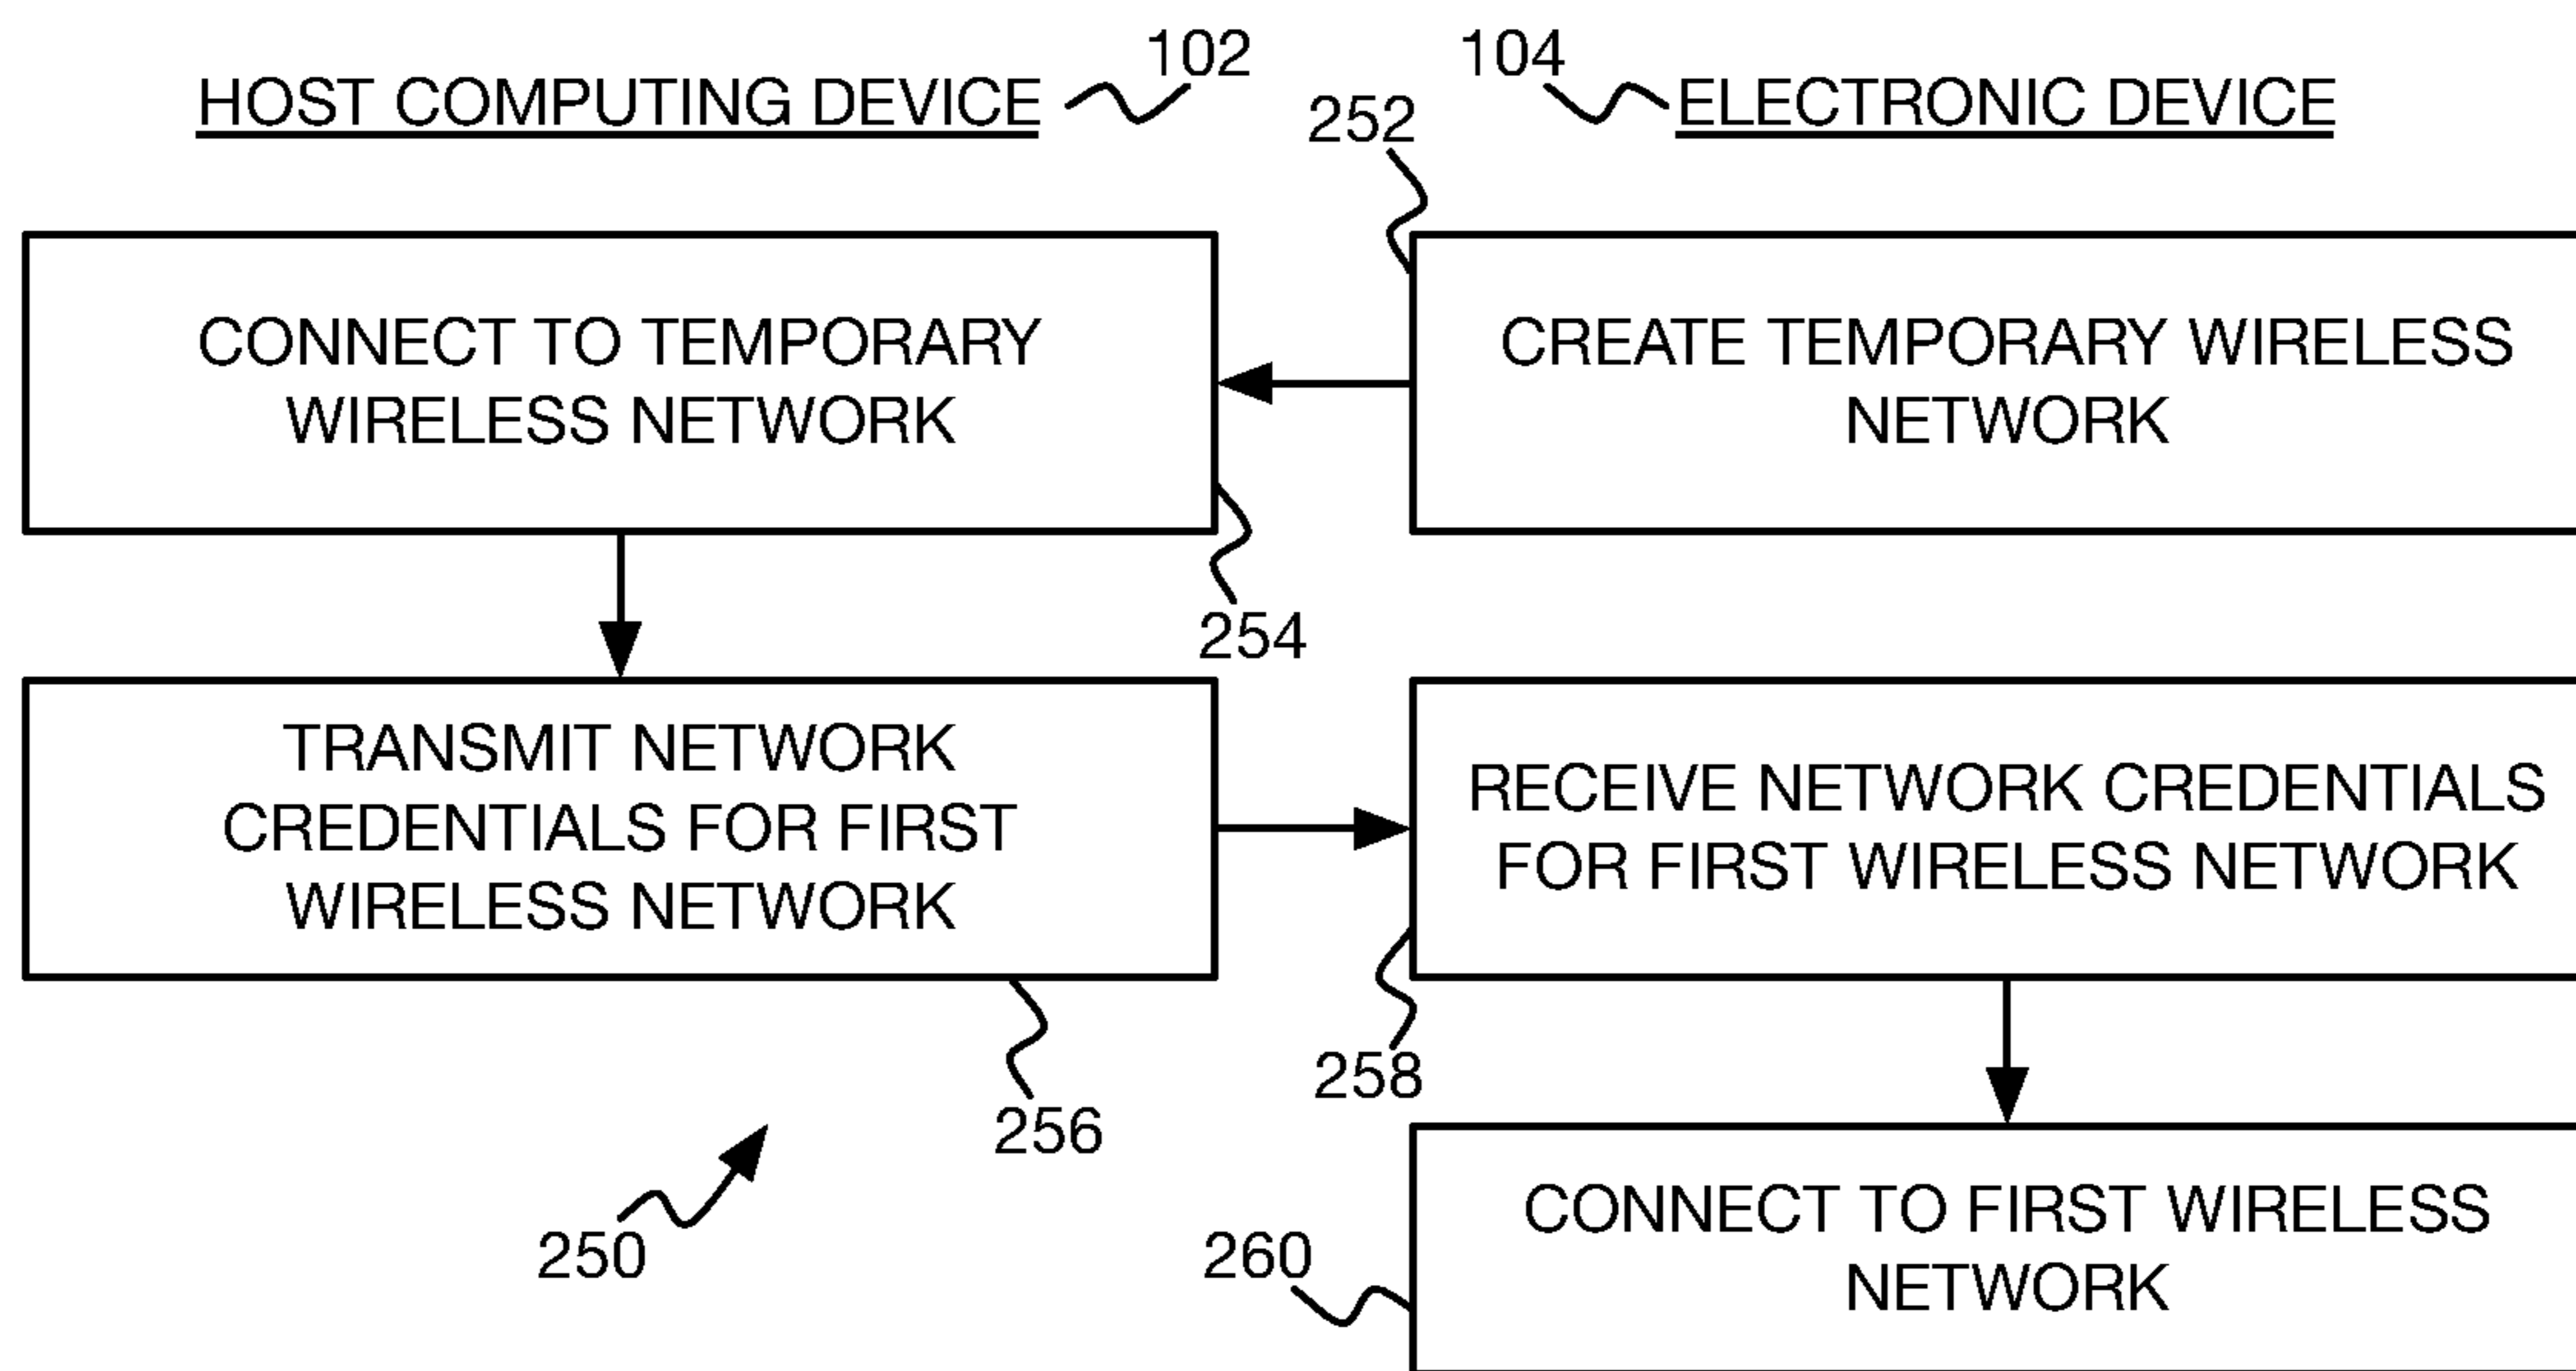 102
104
HOST COMPUTING DEVICE
ELECTRONIC DEVICE
252
CONNECT TO TEMPORARY
WIRELESS NETWORK
CREATE TEMPORARY WIRELESS
NETWORK
254
TRANSMIT NETWORK
CREDENTIALS FOR FIRST
WIRELESS NETWORK
RECEIVE NETWORK CREDENTIALS
FOR FIRST WIRELESS NETWORK
258
256
250
260
CONNECT TO FIRST WIRELESS
NETWORK